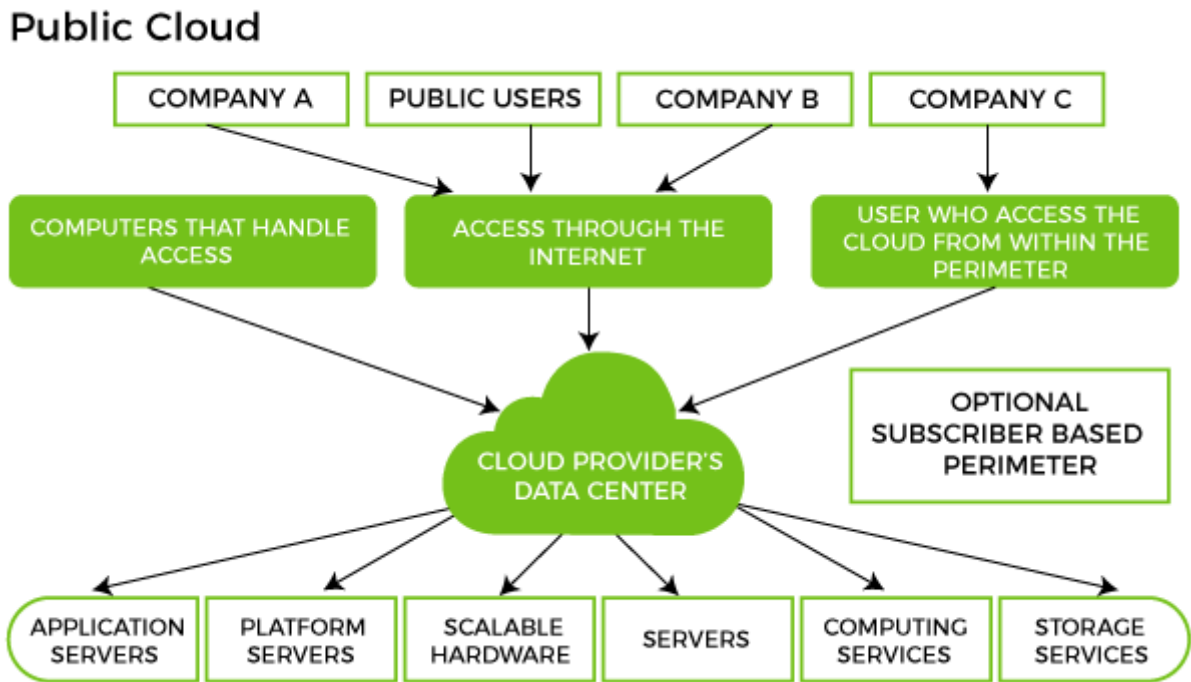 Public Cloud
COMPANY A
PUBLIC USERS
COMPANY B
COMPANY C
COMPUTERS THAT HANDLE
ACCESS
ACCESS THROUGH THE
INTERNET
USER WHO ACCESS THE
CLOUD FROM WITHIN THE
PERIMETER
OPTIONAL
SUBSCRIBER BASED
PERIMETER
CLOUD PROVIDER'S
DATA CENTER
APPLICATION
SERVERS
PLATFORM
SERVERS
SCALABLE
HARDWARE
SERVERS
COMPUTING
SERVICES
STORAGE
SERVICES